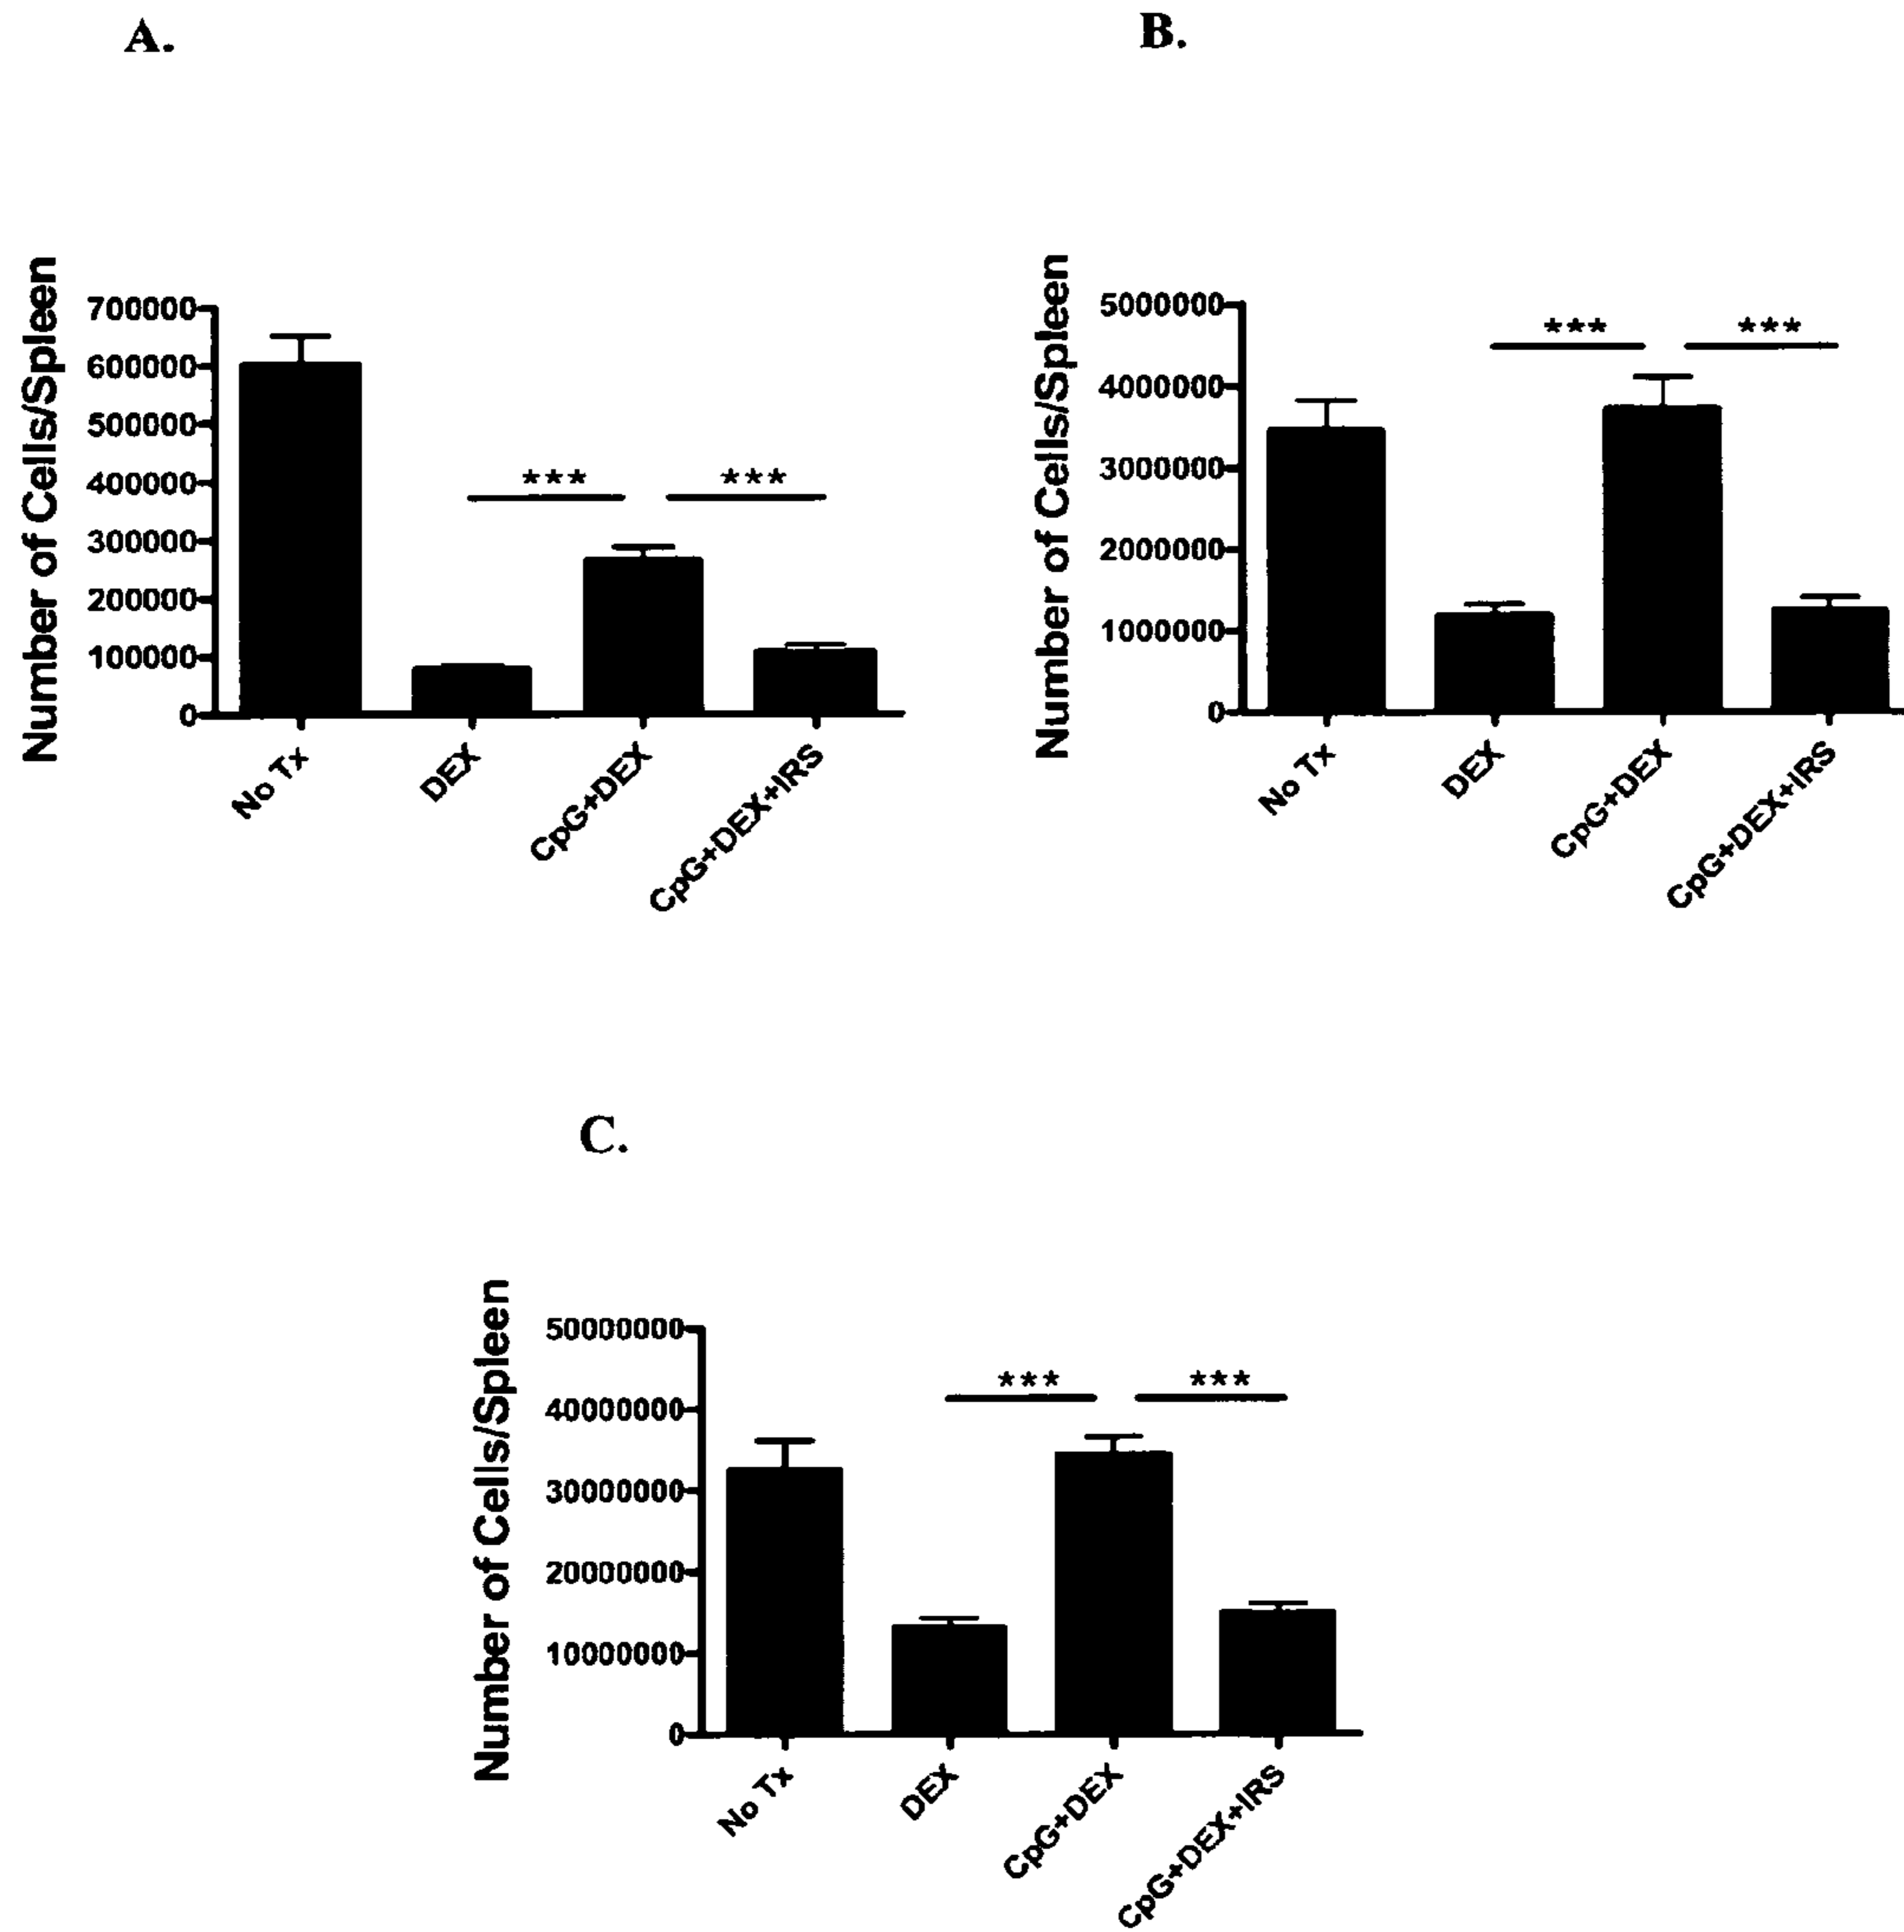 A.
Number of Cells/Spleen
700000
600000
500000
400000
300000
200000
100000
0
*** ***
No Tx
DEX
CpG+DEX
CpG+DEX+IRS
B.
Number of Cells/Spleen
5000000
4000000
3000000
2000000
1000000
0
*** ***
No Tx
DEX
CpG+DEX
CpG+DEX+IRS
C.
Number of Cells/Spleen
50000000
40000000
30000000
20000000
10000000
0
*** ***
No Tx
DEX
CpG+DEX
CpG+DEX+IRS